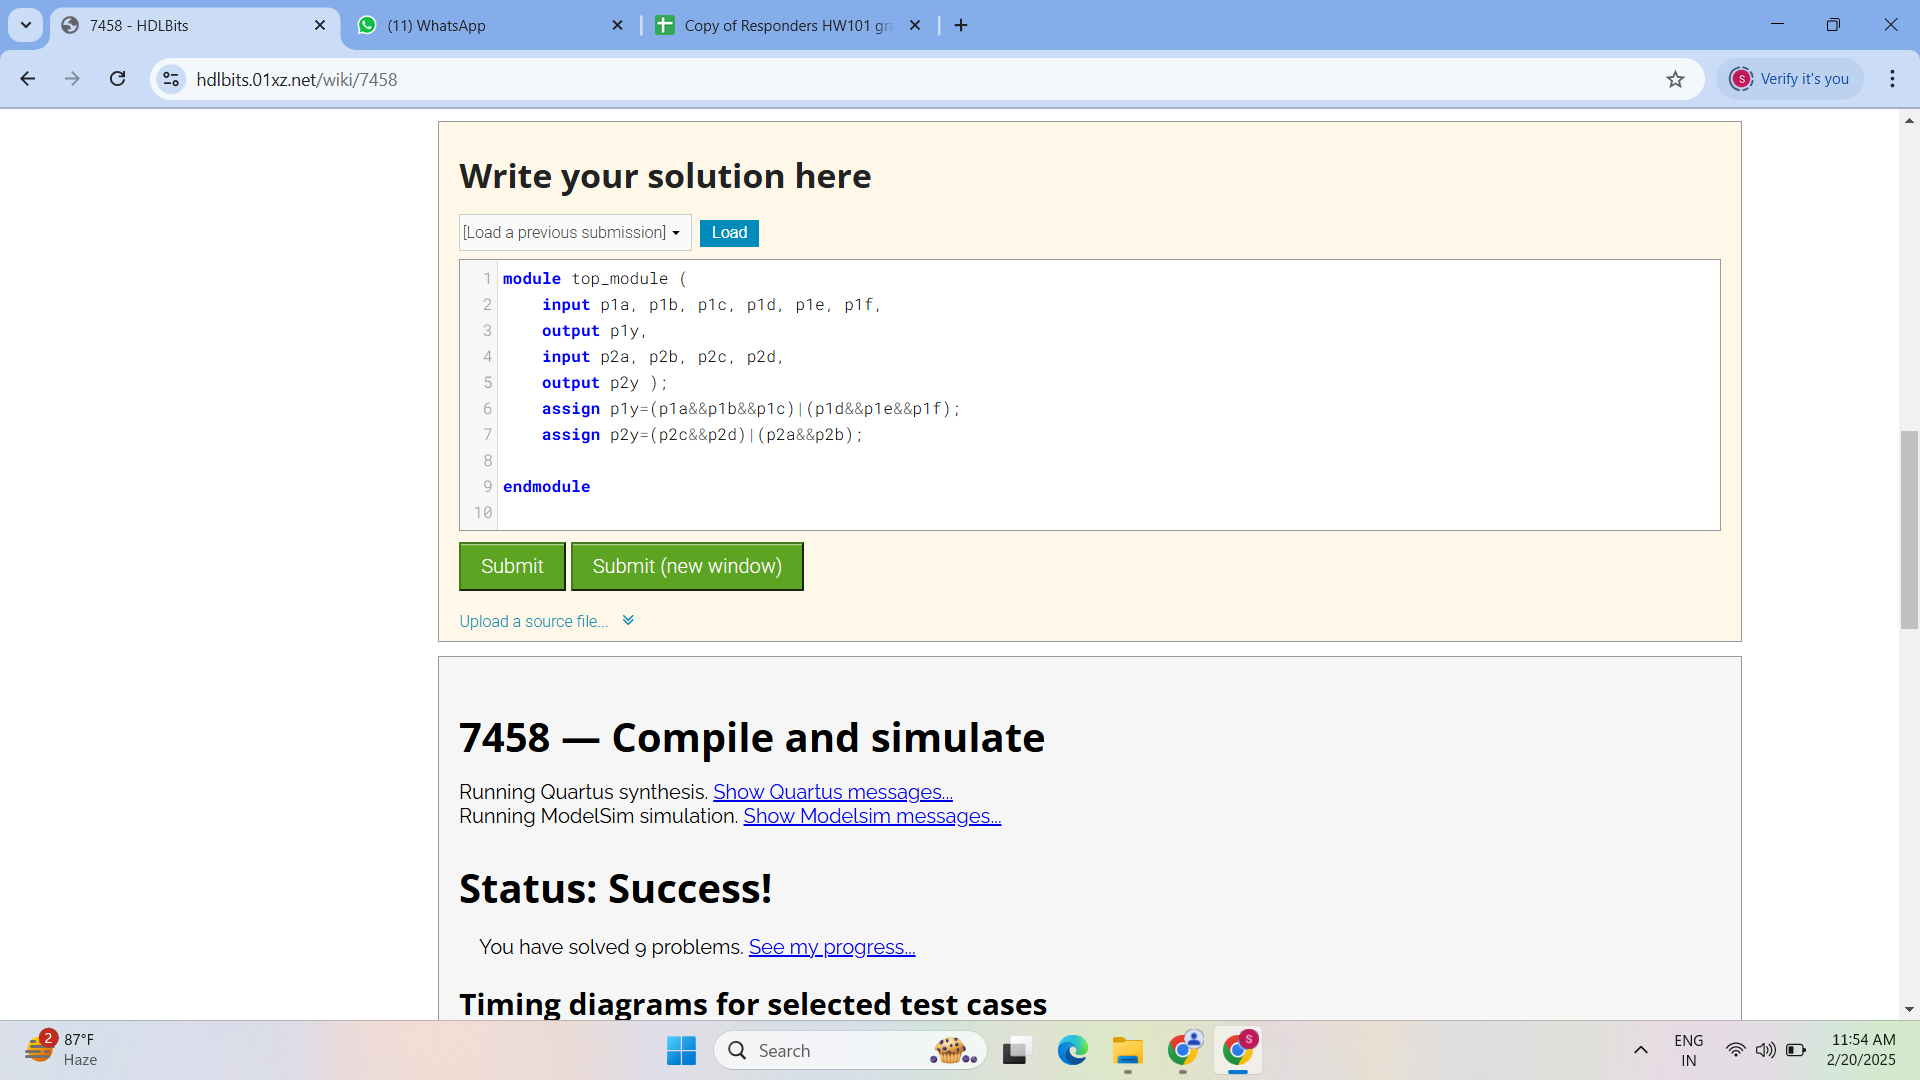 7458 - HDLBits
(11) WhatsApp
Copy of Responders HW101 gra
hdlbits.01xz.net/wiki/7458
S
Verify it's you
Write your solution here
[Load a previous submission]
Load
1 module top_module (
2 input p1a, p1b, p1c, p1d, p1e, p1f,
3 output p1y,
4 input p2a, p2b, p2c, p2d,
5 output p2y );
6 assign p1y=(p1a&&p1b&&p1c)|(p1d&&p1e&&p1f);
7 assign p2y=(p2c&&p2d)|(p2a&&p2b);
8
9 endmodule
10
Submit
Submit (new window)
Upload a source file...
7458 — Compile and simulate
Running Quartus synthesis. Show Quartus messages...
Running ModelSim simulation. Show Modelsim messages...
Status: Success!
You have solved 9 problems. See my progress...
Timing diagrams for selected test cases
2
87°F
Haze
Search
S
ENG
IN
11:54 AM
2/20/2025